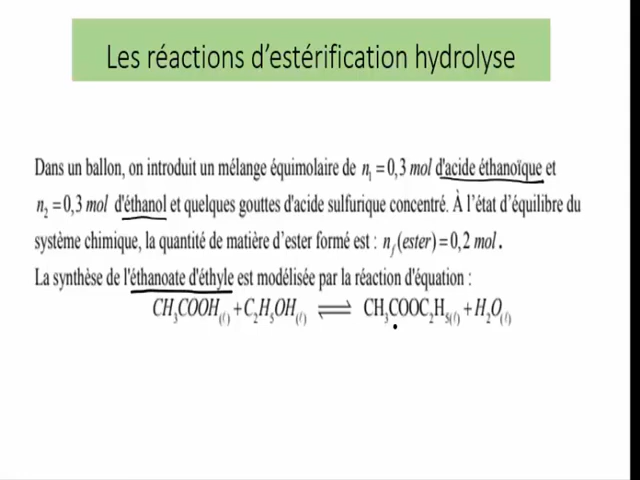 Les réactions d'estérification hydrolyse
Dans un ballon, on introduit un mélange équimolaire de n₁ = 0,3 mol d'acide éthanoïque et
n₂ = 0,3 mol d'éthanol et quelques gouttes d'acide sulfurique concentré. À l'état d'équilibre du
système chimique, la quantité de matière d'ester formé est : n_f (ester) = 0,2 mol.
La synthèse de l'éthanoate d'éthyle est modélisée par la réaction d'équation :
CH₃COOH(ℓ) + C₂H₅OH(ℓ) ⇌ CH₃COOC₂H₅(ℓ) + H₂O(ℓ)